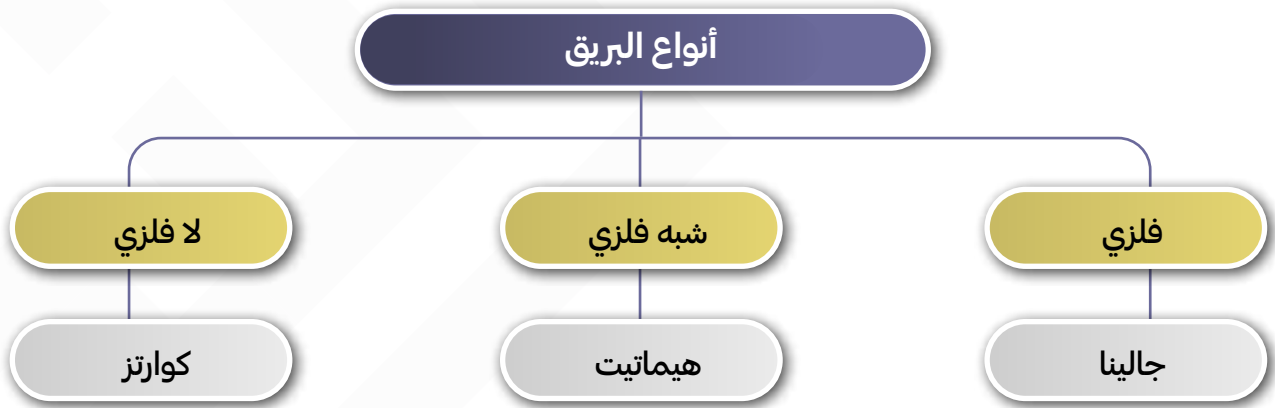 أنواع البريق
فلزي
شبه فلزي
لا فلزي
جالينا
هيماتيت
كوارتز